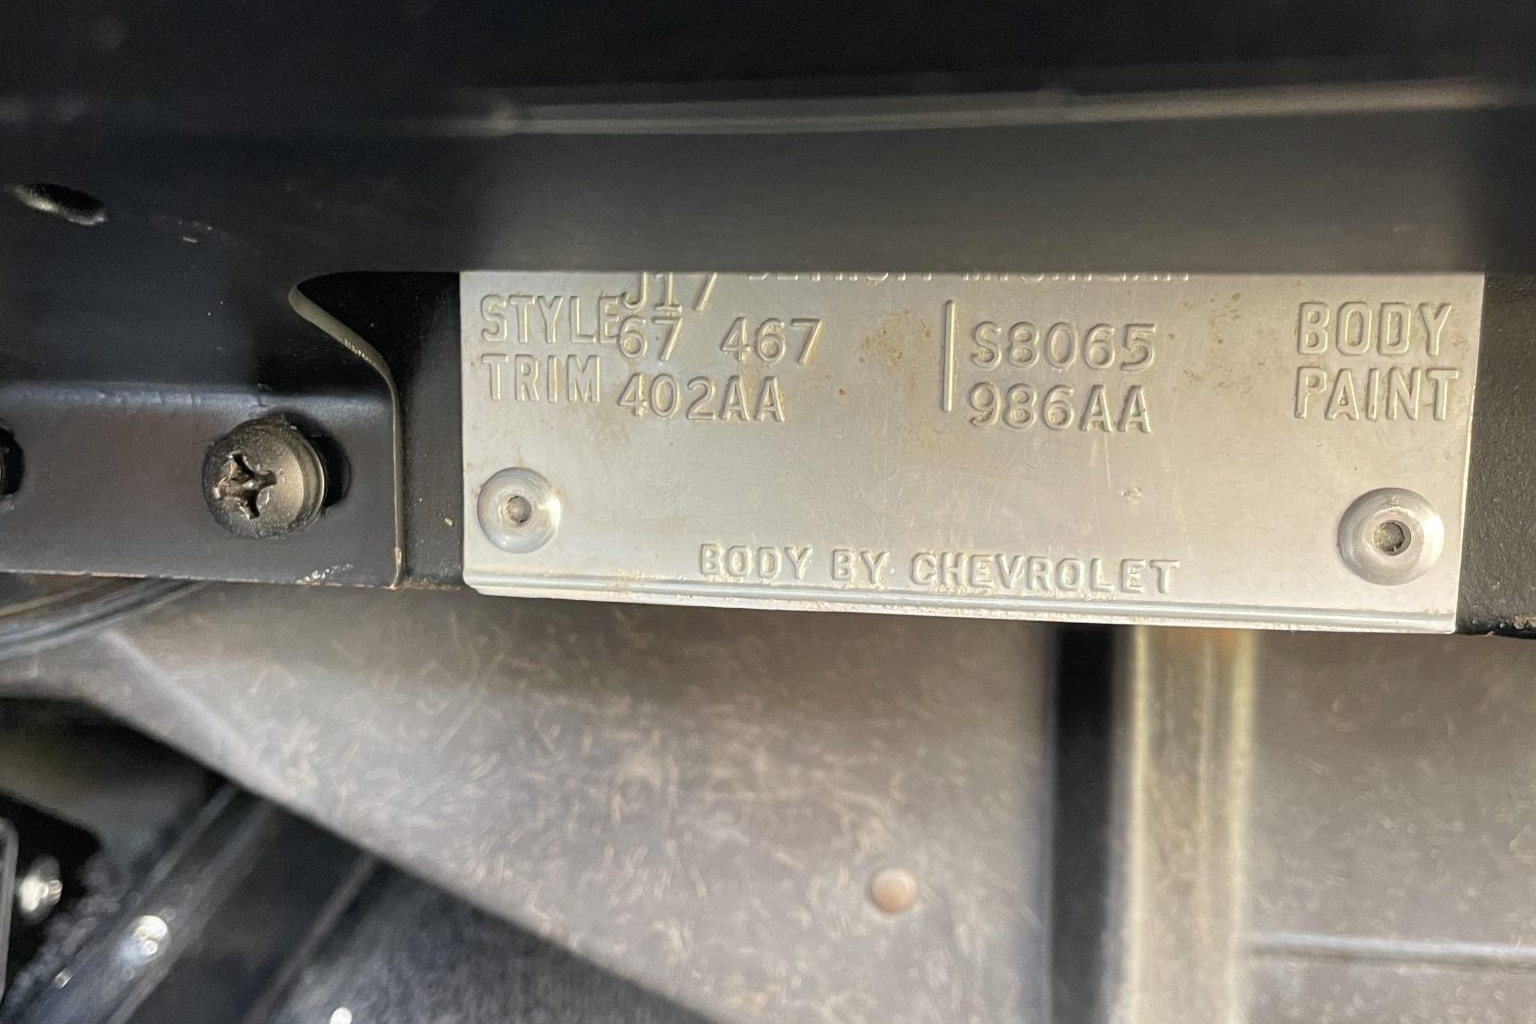 J17
STYLE 67 467 S8065 BODY
TRIM 402AA 986AA PAINT
BODY BY CHEVROLET